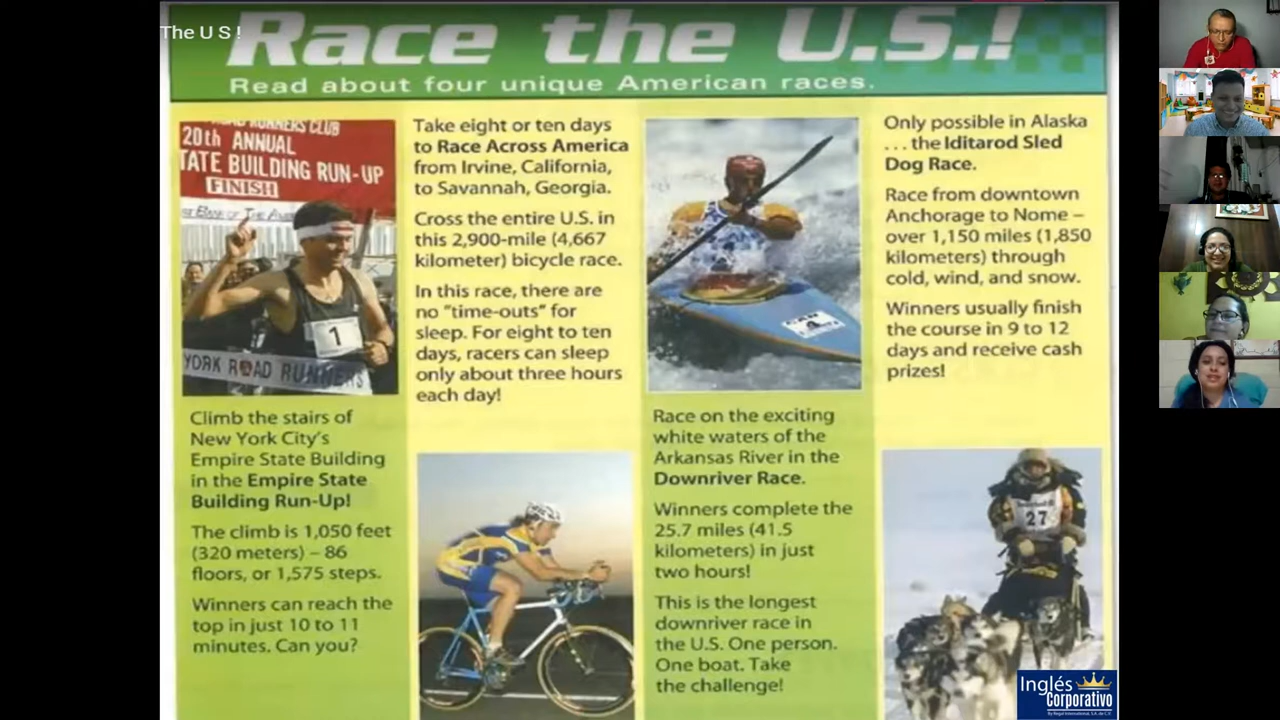 The U S !
Race the U.S.!
Read about four unique American races.
20th ANNUAL
TATE BUILDING RUN-UP
FINISH
1
YORK ROAD RUNNERS
Climb the stairs of
New York City's
Empire State Building
in the Empire State
Building Run-Up!
The climb is 1,050 feet
(320 meters) – 86
floors, or 1,575 steps.
Winners can reach the
top in just 10 to 11
minutes. Can you?
Take eight or ten days
to Race Across America
from Irvine, California,
to Savannah, Georgia.
Cross the entire U.S. in
this 2,900-mile (4,667
kilometer) bicycle race.
In this race, there are
no "time-outs" for
sleep. For eight to ten
days, racers can sleep
only about three hours
each day!
Race on the exciting
white waters of the
Arkansas River in the
Downriver Race.
Winners complete the
25.7 miles (41.5
kilometers) in just
two hours!
This is the longest
downriver race in
the U.S. One person.
One boat. Take
the challenge!
Only possible in Alaska
. . . the Iditarod Sled
Dog Race.
Race from downtown
Anchorage to Nome –
over 1,150 miles (1,850
kilometers) through
cold, wind, and snow.
Winners usually finish
the course in 9 to 12
days and receive cash
prizes!
27
Inglés
Corporativo